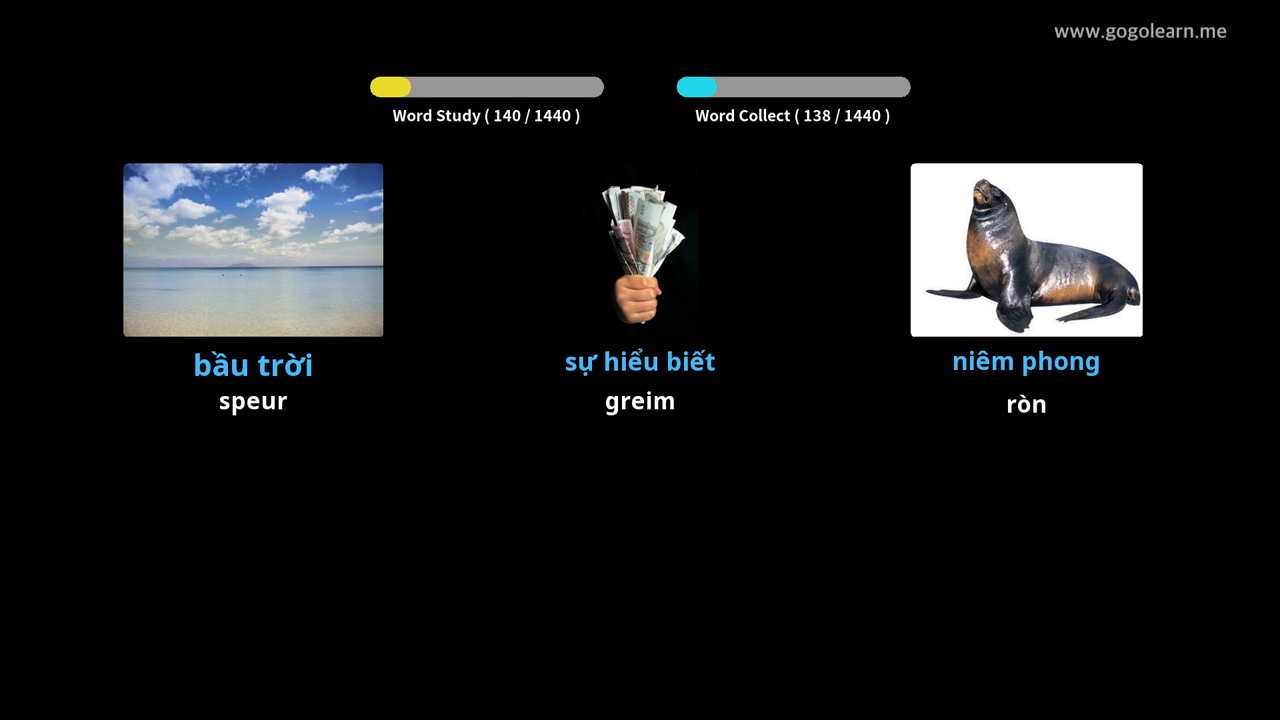 www.gogolearn.me
Word Study ( 140 / 1440 )
Word Collect ( 138 / 1440 )
bầu trời
speur
sự hiểu biết
greim
niêm phong
ròn